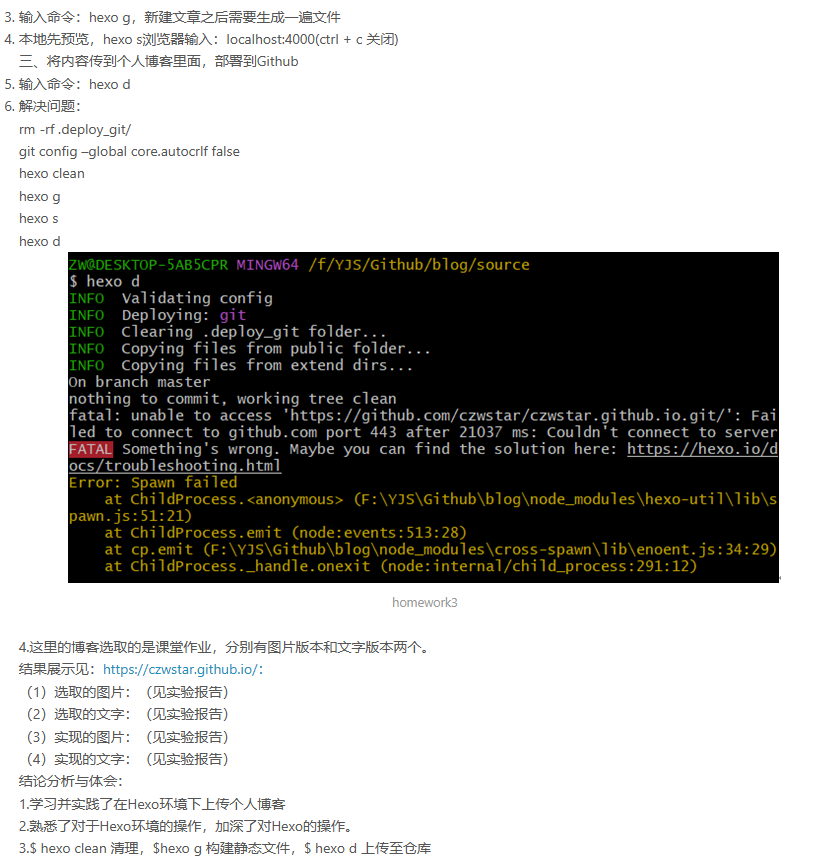 3. 输入命令：hexo g，新建文章之后需要生成一遍文件
4. 本地先预览，hexo s浏览器输入：localhost:4000(ctrl + c 关闭)
三、将内容传到个人博客里面，部署到Github
5. 输入命令：hexo d
6. 解决问题：
rm -rf .deploy_git/
git config –global core.autocrlf false
hexo clean
hexo g
hexo s
hexo d
ZW@DESKTOP-5AB5CPR MINGW64 /f/YJS/Github/blog/source
$ hexo d
INFO  Validating config
INFO  Deploying: git
INFO  Clearing .deploy_git folder...
INFO  Copying files from public folder...
INFO  Copying files from extend dirs...
On branch master
nothing to commit, working tree clean
fatal: unable to access 'https://github.com/czwstar/czwstar.github.io.git/': Fai
led to connect to github.com port 443 after 21037 ms: Couldn't connect to server
FATAL Something's wrong. Maybe you can find the solution here: https://hexo.io/d
ocs/troubleshooting.html
Error: Spawn failed
    at ChildProcess.<anonymous> (F:\YJS\Github\blog\node_modules\hexo-util\lib\s
pawn.js:51:21)
    at ChildProcess.emit (node:events:513:28)
    at cp.emit (F:\YJS\Github\blog\node_modules\cross-spawn\lib\enoent.js:34:29)
    at ChildProcess._handle.onexit (node:internal/child_process:291:12)
homework3
4.这里的博客选取的是课堂作业，分别有图片版本和文字版本两个。
结果展示见：https://czwstar.github.io/：
（1）选取的图片：（见实验报告）
（2）选取的文字：（见实验报告）
（3）实现的图片：（见实验报告）
（4）实现的文字：（见实验报告）
结论分析与体会：
1.学习并实践了在Hexo环境下上传个人博客
2.熟悉了对于Hexo环境的操作，加深了对Hexo的操作。
3.$ hexo clean 清理，$hexo g 构建静态文件，$ hexo d 上传至仓库